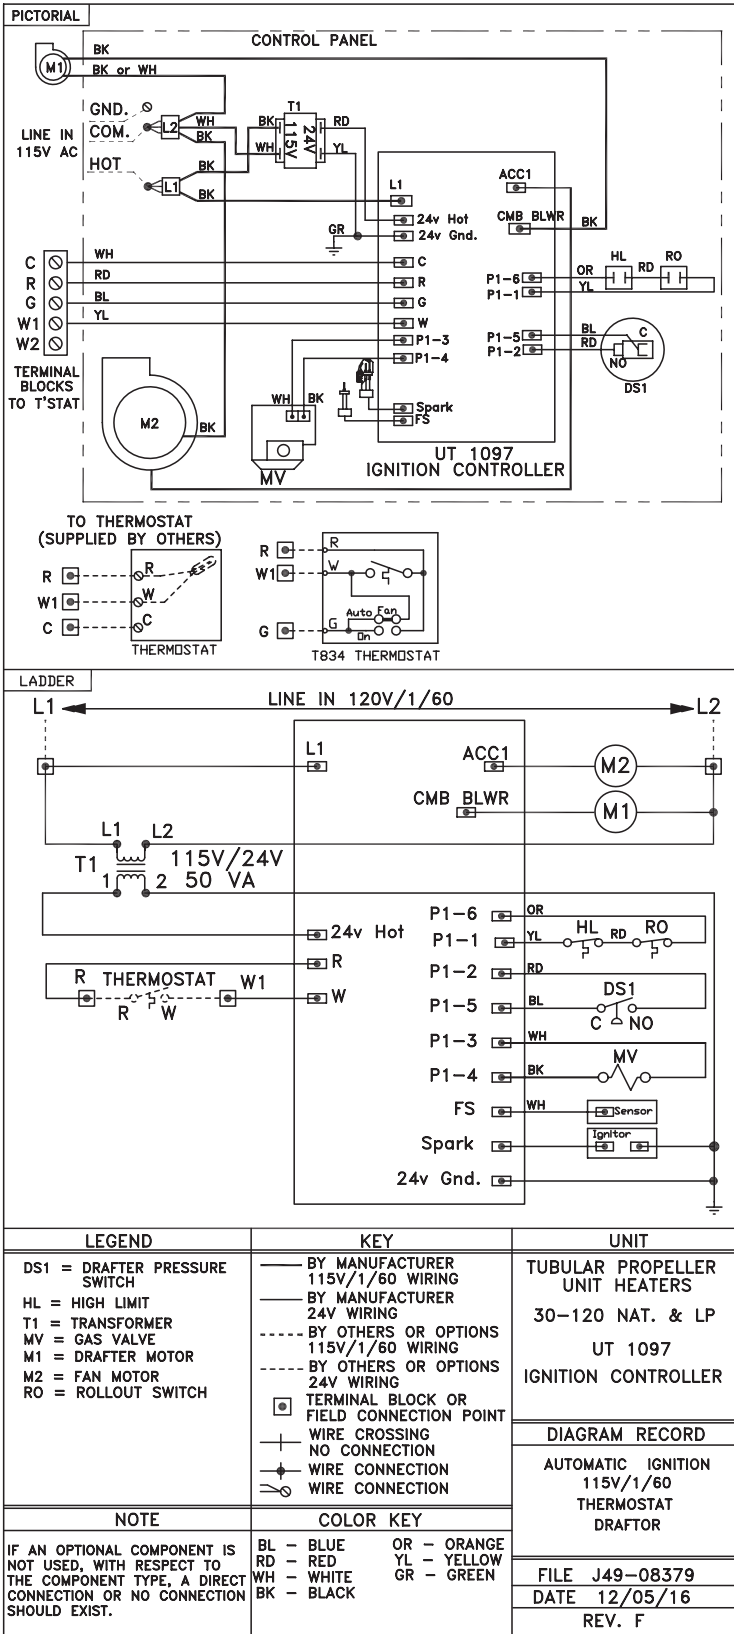 PICTORIAL
CONTROL PANEL
M1
BK
BK or WH
GND.
COM.
LINE IN
115V AC
HOT
L2
WH
BK
L1
BK
BK
T1
BK
WH
115V
24V
RD
YL
GR
L1
24v Hot
24v Gnd.
ACC1
CMB BLWR
BK
C
R
G
W1
W2
WH
RD
BL
YL
C
R
G
W
P1-3
P1-4
P1-6
P1-1
OR
YL
HL
RD
RO
P1-5
P1-2
BL
RD
C
NO
DS1
TERMINAL
BLOCKS
TO T'STAT
M2
BK
WH
BK
MV
Spark
FS
UT 1097
IGNITION CONTROLLER
TO THERMOSTAT
(SUPPLIED BY OTHERS)
R
W1
C
R
W
C
THERMOSTAT
R
W1
G
R
W
G
Auto
Fan
On
T834 THERMOSTAT
LADDER
L1
LINE IN 120V/1/60
L2
L1
ACC1
M2
CMB BLWR
M1
L1
L2
T1
115V/24V
1
2
50 VA
24v Hot
R
W
R
THERMOSTAT
W1
R
W
P1-6
OR
P1-1
YL
HL
RD
RO
P1-2
RD
P1-5
BL
DS1
C
NO
P1-3
WH
P1-4
BK
MV
FS
WH
Sensor
Spark
Ignitor
24v Gnd.
LEGEND
DS1 = DRAFTER PRESSURE
SWITCH
HL = HIGH LIMIT
T1 = TRANSFORMER
MV = GAS VALVE
M1 = DRAFTER MOTOR
M2 = FAN MOTOR
RO = ROLLOUT SWITCH
KEY
BY MANUFACTURER
115V/1/60 WIRING
BY MANUFACTURER
24V WIRING
BY OTHERS OR OPTIONS
115V/1/60 WIRING
BY OTHERS OR OPTIONS
24V WIRING
TERMINAL BLOCK OR
FIELD CONNECTION POINT
WIRE CROSSING
NO CONNECTION
WIRE CONNECTION
WIRE CONNECTION
UNIT
TUBULAR PROPELLER
UNIT HEATERS
30-120 NAT. & LP
UT 1097
IGNITION CONTROLLER
DIAGRAM RECORD
AUTOMATIC IGNITION
115V/1/60
THERMOSTAT
DRAFTOR
NOTE
IF AN OPTIONAL COMPONENT IS
NOT USED, WITH RESPECT TO
THE COMPONENT TYPE, A DIRECT
CONNECTION OR NO CONNECTION
SHOULD EXIST.
COLOR KEY
BL - BLUE
RD - RED
WH - WHITE
BK - BLACK
OR - ORANGE
YL - YELLOW
GR - GREEN
FILE J49-08379
DATE 12/05/16
REV. F